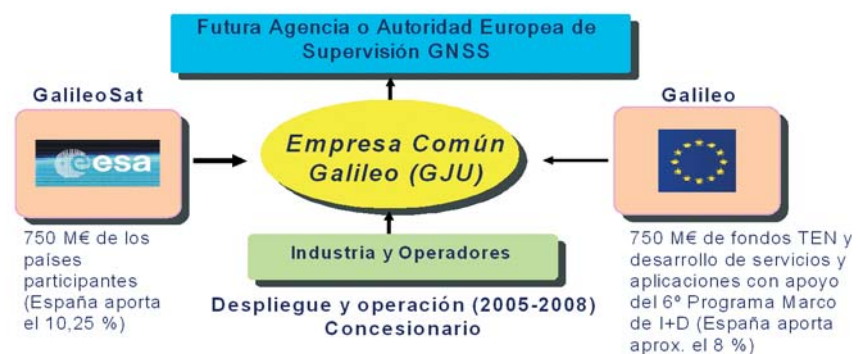 Futura Agencia o Autoridad Europea de
Supervisión GNSS
GalileoSat
esa
750 M€ de los
países
participantes
(España aporta
el 10,25 %)
Empresa Común
Galileo (GJU)
Industria y Operadores
Despliegue y operación (2005-2008)
Concesionario
Galileo
750 M€ de fondos TEN y
desarrollo de servicios y
aplicaciones con apoyo
del 6º Programa Marco
de I+D (España aporta
aprox. el 8 %)